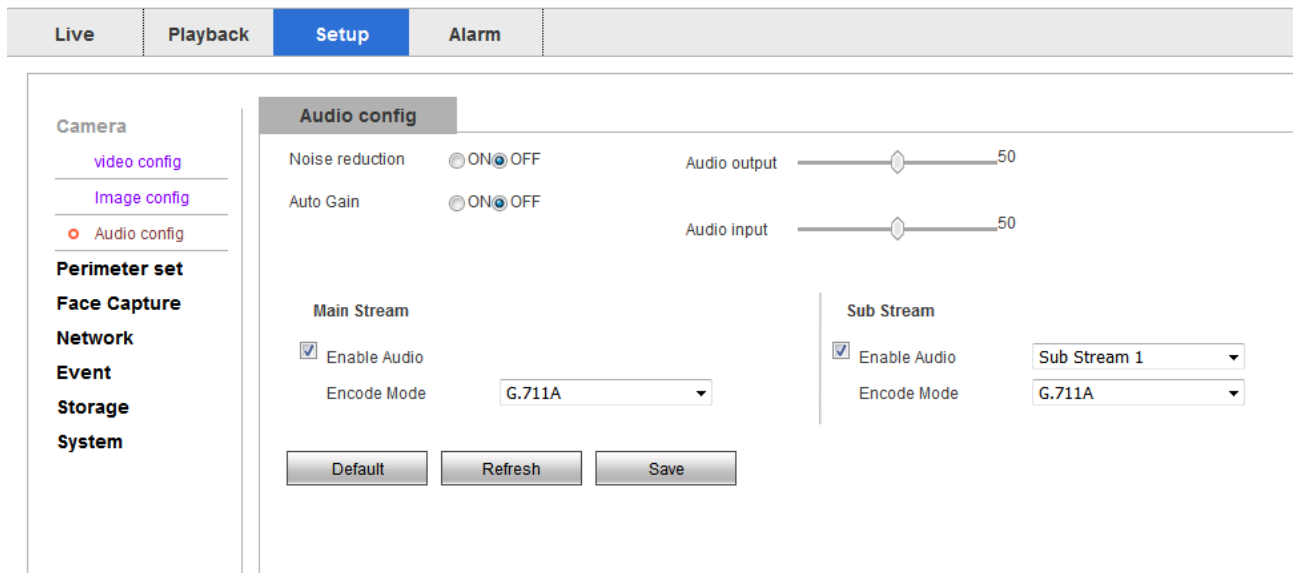 Live Playback Setup Alarm
Camera
video config
Image config
Audio config
Perimeter set
Face Capture
Network
Event
Storage
System
Audio config
Noise reduction ON OFF
Auto Gain ON OFF
Audio output 50
Audio input 50
Main Stream
Enable Audio
Encode Mode G.711A
Sub Stream
Enable Audio Sub Stream 1
Encode Mode G.711A
Default Refresh Save